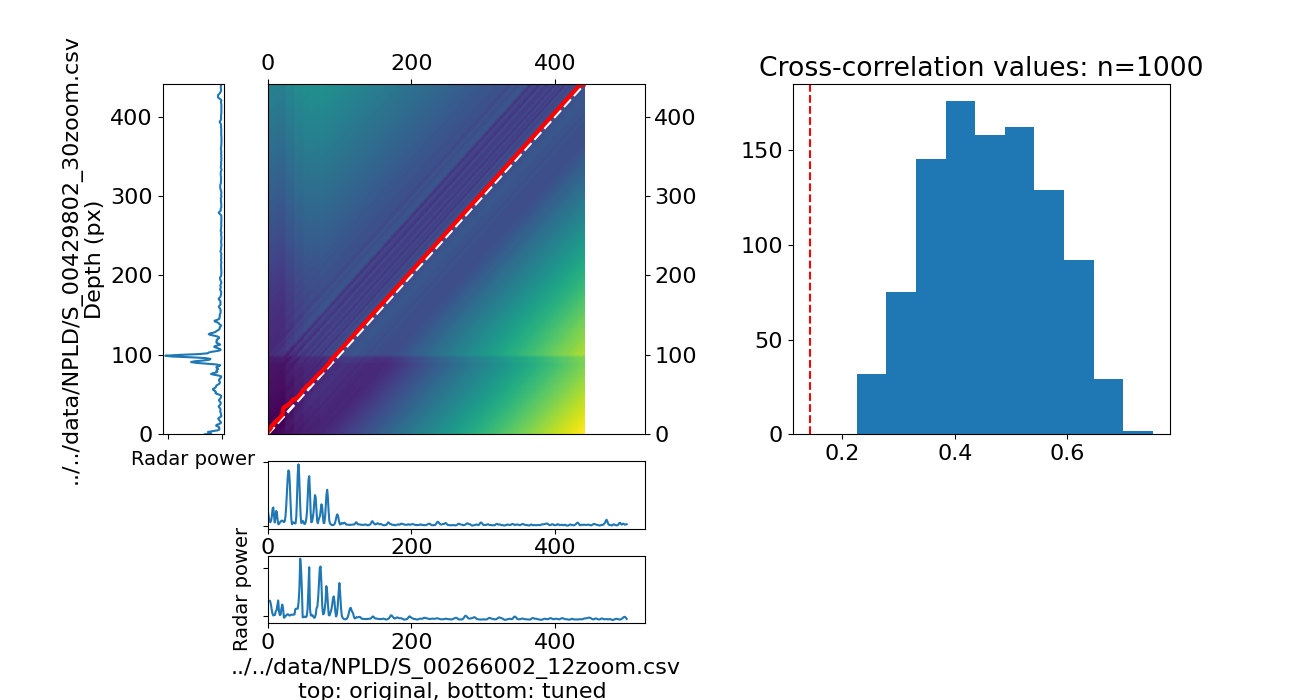 0 200 400
Cross-correlation values: n=1000
../../data/NPLD/S_00429802_30zoom.csv
Depth (px)
400
300
200
100
0
400
300
200
100
0
150
100
50
0
0.2 0.4 0.6
Radar power
0 200 400
Radar power
0 200 400
../../data/NPLD/S_00266002_12zoom.csv
top: original, bottom: tuned